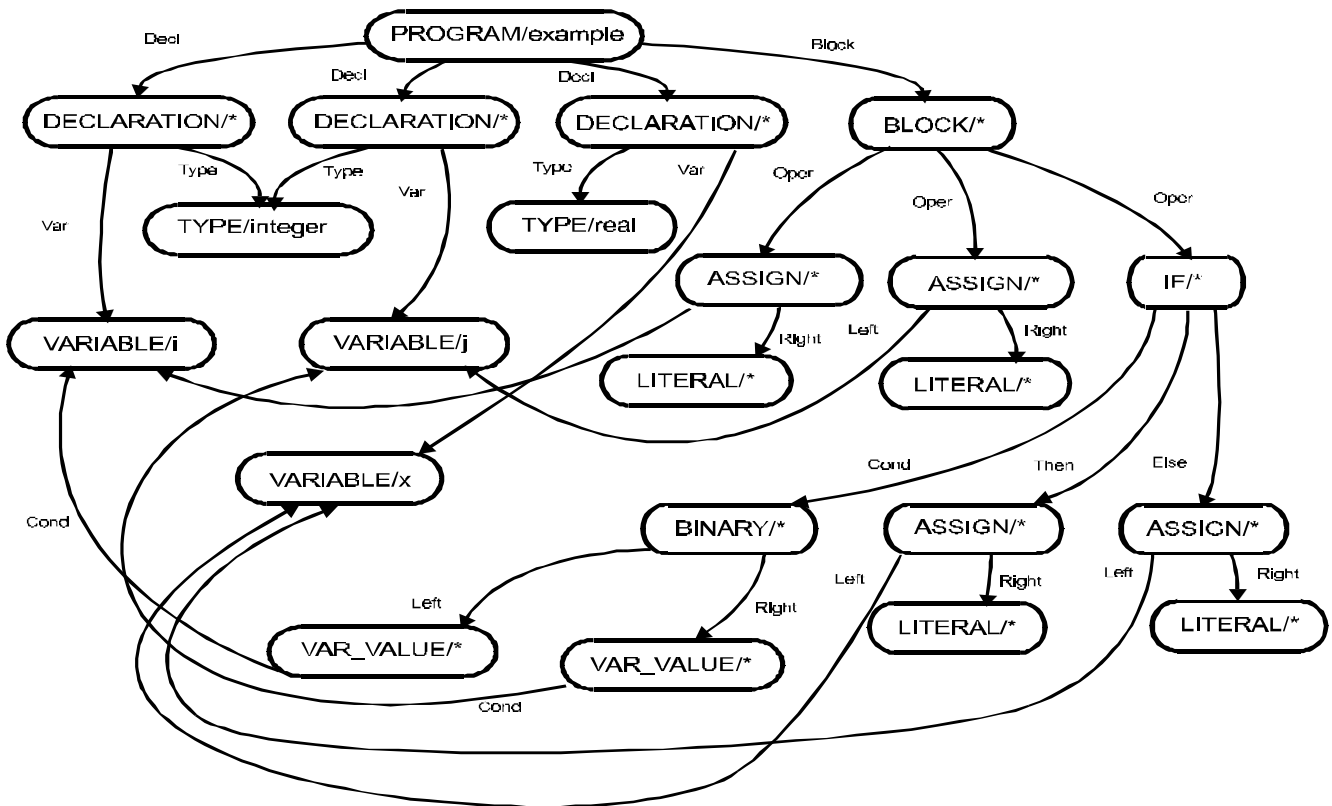 PROGRAM/example
Decl
Block
Decl
Decl
DECLARATION/*
DECLARATION/*
DECLARATION/*
BLOCK/*
Type
Type
Type
Var
Oper
Oper
Oper
Var
Var
TYPE/integer
TYPE/real
ASSIGN/*
ASSIGN/*
IF/*
VARIABLE/i
VARIABLE/j
Right
Left
Right
LITERAL/*
LITERAL/*
VARIABLE/x
Cond
Then
Else
Cond
BINARY/*
ASSIGN/*
ASSIGN/*
Left
Right
Left
Right
Left
Right
VAR_VALUE/*
VAR_VALUE/*
LITERAL/*
LITERAL/*
Cond